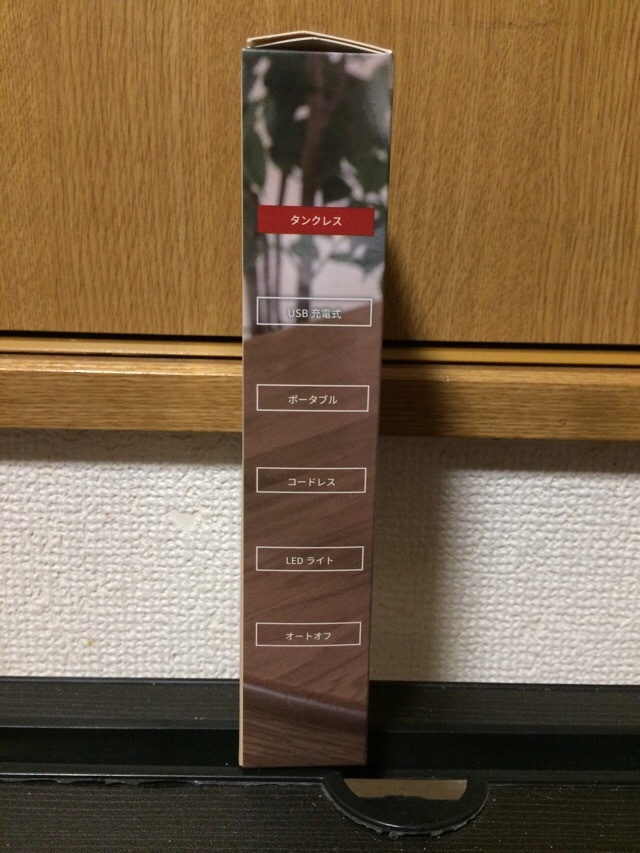 タンクレス
USB 充電式
ポータブル
コードレス
LED ライト
オートオフ